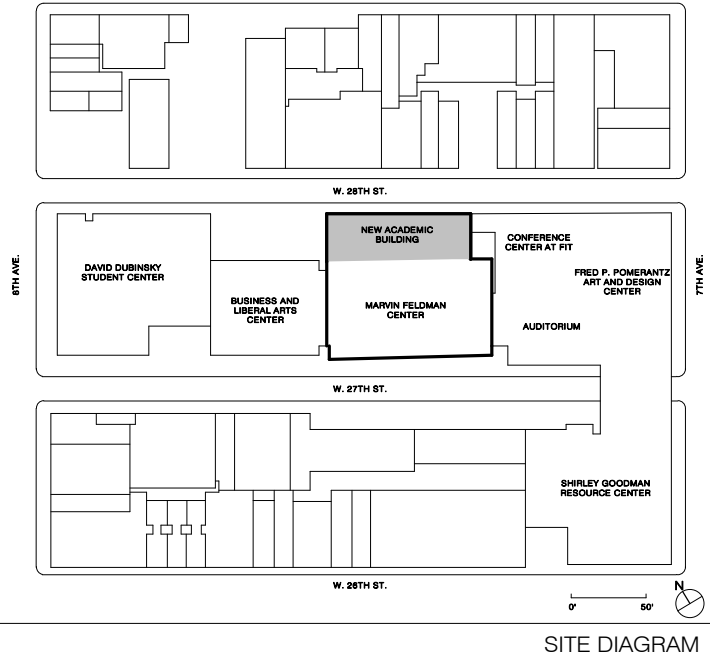 W. 28TH ST.
NEW ACADEMIC
BUILDING
CONFERENCE
CENTER AT FIT
DAVID DUBINSKY
STUDENT CENTER
FRED P. POMERANTZ
ART AND DESIGN
CENTER
8TH AVE.
7TH AVE.
BUSINESS AND
LIBERAL ARTS
CENTER
MARVIN FELDMAN
CENTER
AUDITORIUM
W. 27TH ST.
SHIRLEY GOODMAN
RESOURCE CENTER
W. 26TH ST.
N
0' 50'
SITE DIAGRAM